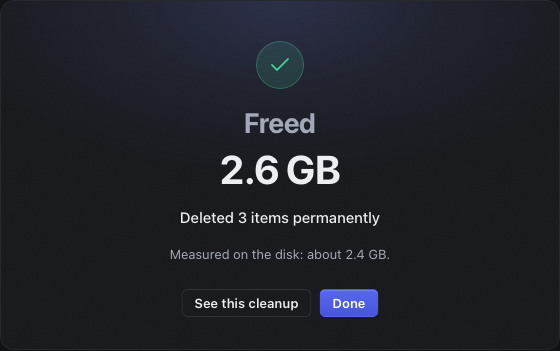 Freed
2.6 GB
Deleted 3 items permanently
Measured on the disk: about 2.4 GB.
See this cleanup
Done